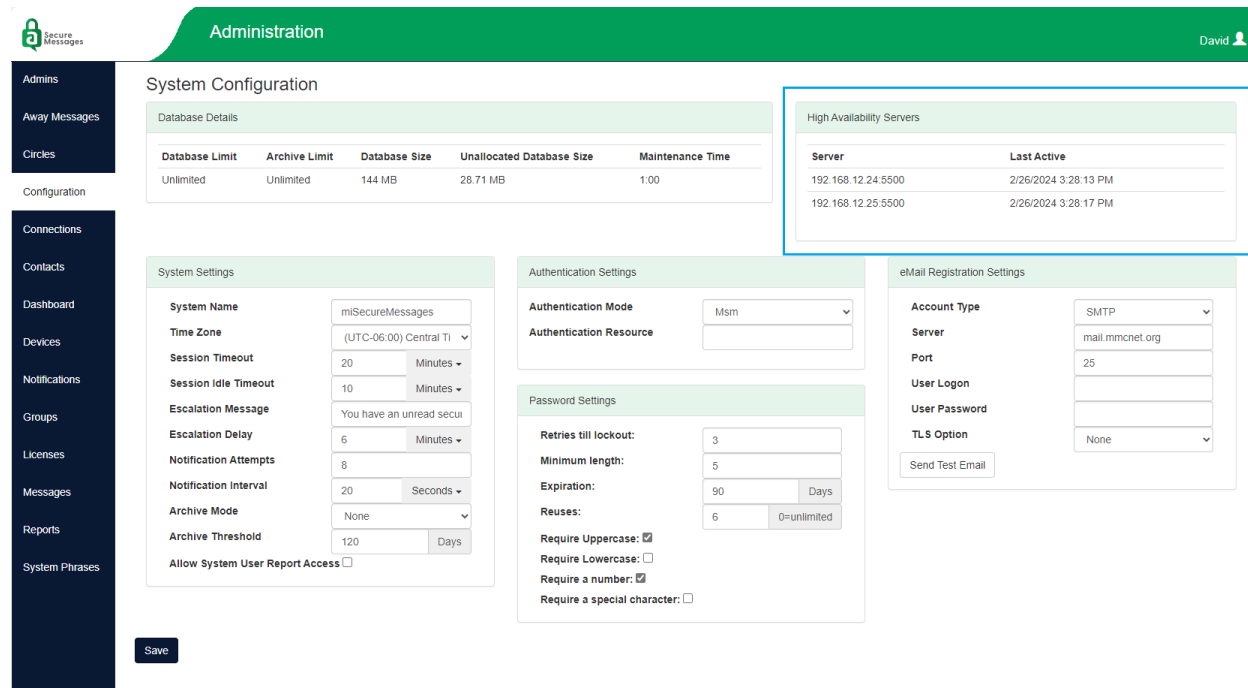 Secure
Messages
Administration
David
Admins
Away Messages
Circles
Configuration
Connections
Contacts
Dashboard
Devices
Notifications
Groups
Licenses
Messages
Reports
System Phrases
System Configuration
Database Details
Database Limit Archive Limit Database Size Unallocated Database Size Maintenance Time
Unlimited Unlimited 144 MB 28.71 MB 1:00
High Availability Servers
Server Last Active
192.168.12.24:5500 2/26/2024 3:28:13 PM
192.168.12.25:5500 2/26/2024 3:28:17 PM
System Settings
System Name miSecureMessages
Time Zone (UTC-06:00) Central Ti
Session Timeout 20 Minutes
Session Idle Timeout 10 Minutes
Escalation Message You have an unread secur
Escalation Delay 6 Minutes
Notification Attempts 8
Notification Interval 20 Seconds
Archive Mode None
Archive Threshold 120 Days
Allow System User Report Access
Authentication Settings
Authentication Mode Msm
Authentication Resource
Password Settings
Retries till lockout: 3
Minimum length: 5
Expiration: 90 Days
Reuses: 6 0=unlimited
Require Uppercase:
Require Lowercase:
Require a number:
Require a special character:
eMail Registration Settings
Account Type SMTP
Server mail.mmcnet.org
Port 25
User Logon
User Password
TLS Option None
Send Test Email
Save